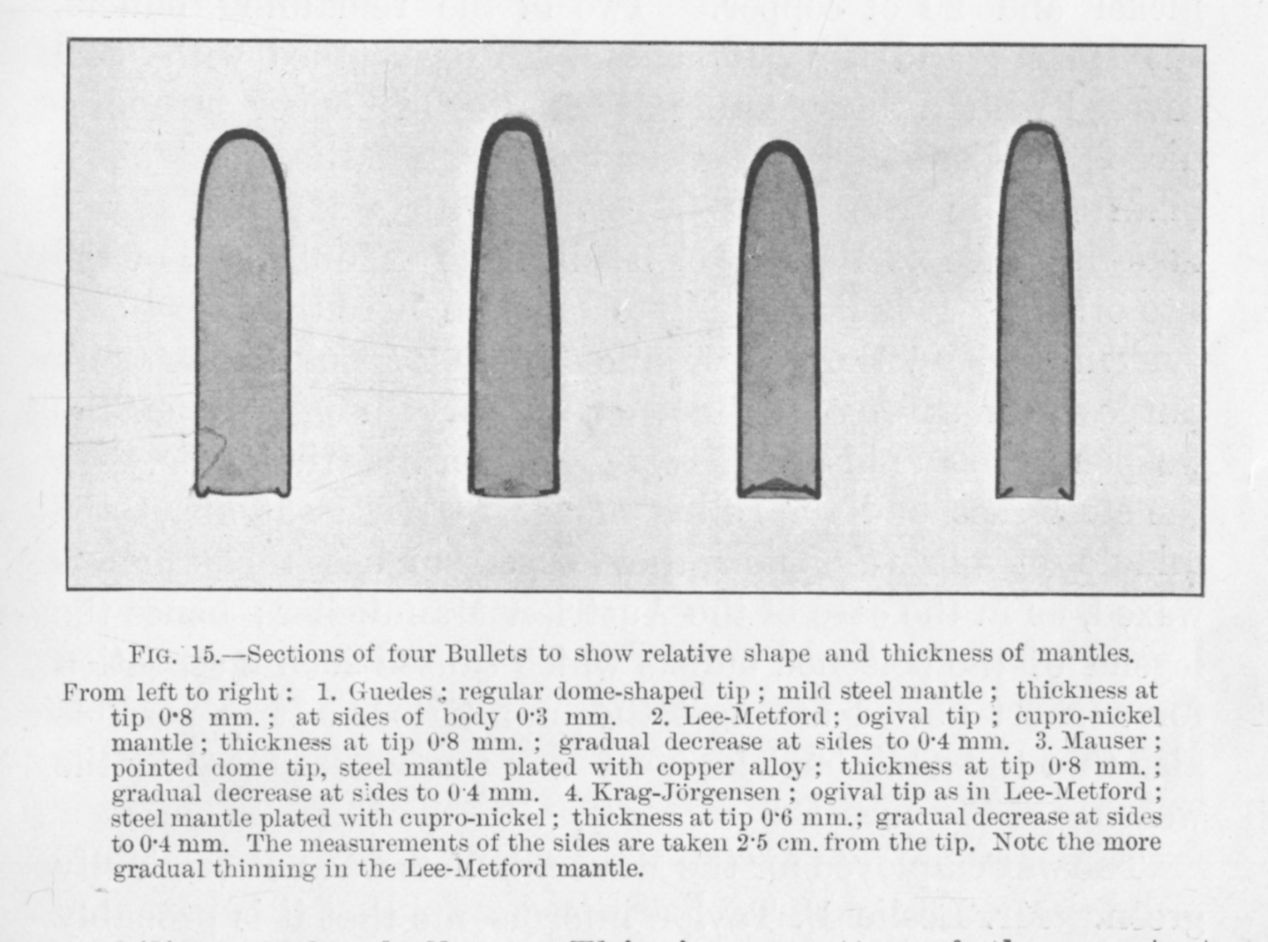 FIG. 15.—Sections of four Bullets to show relative shape and thickness of mantles.
From left to right : 1. Guedes ; regular dome-shaped tip ; mild steel mantle ; thickness at
tip 0·8 mm. ; at sides of body 0·3 mm. 2. Lee-Metford ; ogival tip ; cupro-nickel
mantle ; thickness at tip 0·8 mm. ; gradual decrease at sides to 0·4 mm. 3. Mauser ;
pointed dome tip, steel mantle plated with copper alloy ; thickness at tip 0·8 mm. ;
gradual decrease at sides to 0·4 mm. 4. Krag-Jörgensen ; ogival tip as in Lee-Metford ;
steel mantle plated with cupro-nickel ; thickness at tip 0·6 mm.; gradual decrease at sides
to 0·4 mm. The measurements of the sides are taken 2·5 cm. from the tip. Note the more
gradual thinning in the Lee-Metford mantle.